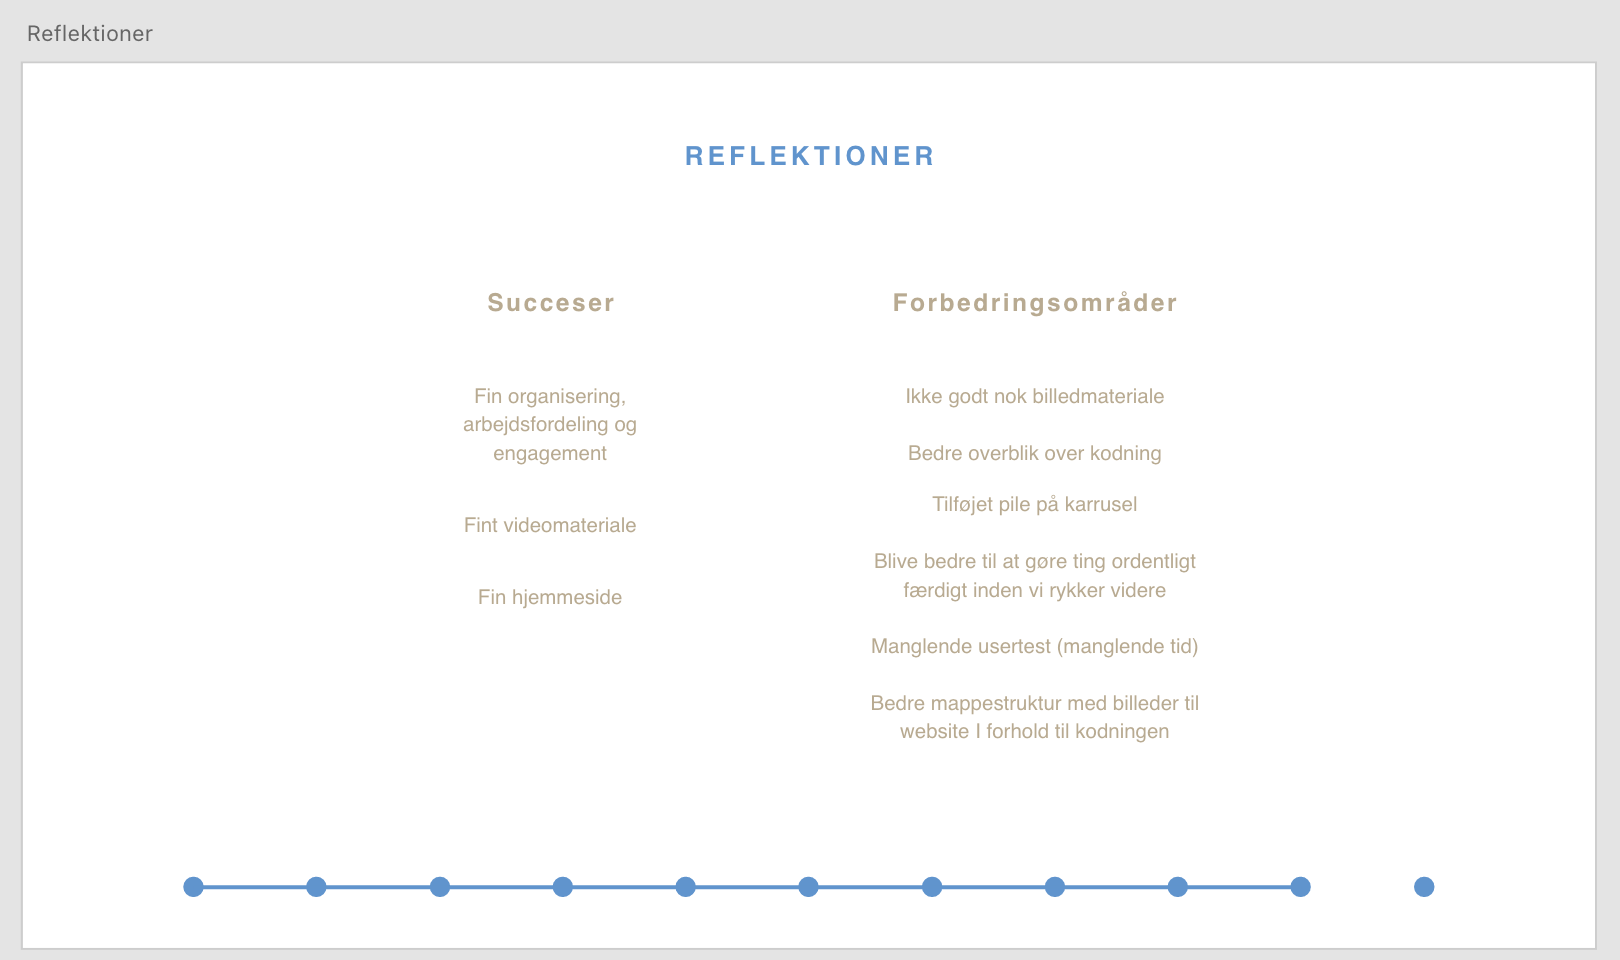 Reflektioner
REFLEKTIONER
Succeser
Fin organisering,
arbejdsfordeling og
engagement
Fint videomateriale
Fin hjemmeside
Forbedringsområder
Ikke godt nok billedmateriale
Bedre overblik over kodning
Tilføjet pile på karrusel
Blive bedre til at gøre ting ordentligt
færdigt inden vi rykker videre
Manglende usertest (manglende tid)
Bedre mappestruktur med billeder til
website I forhold til kodningen